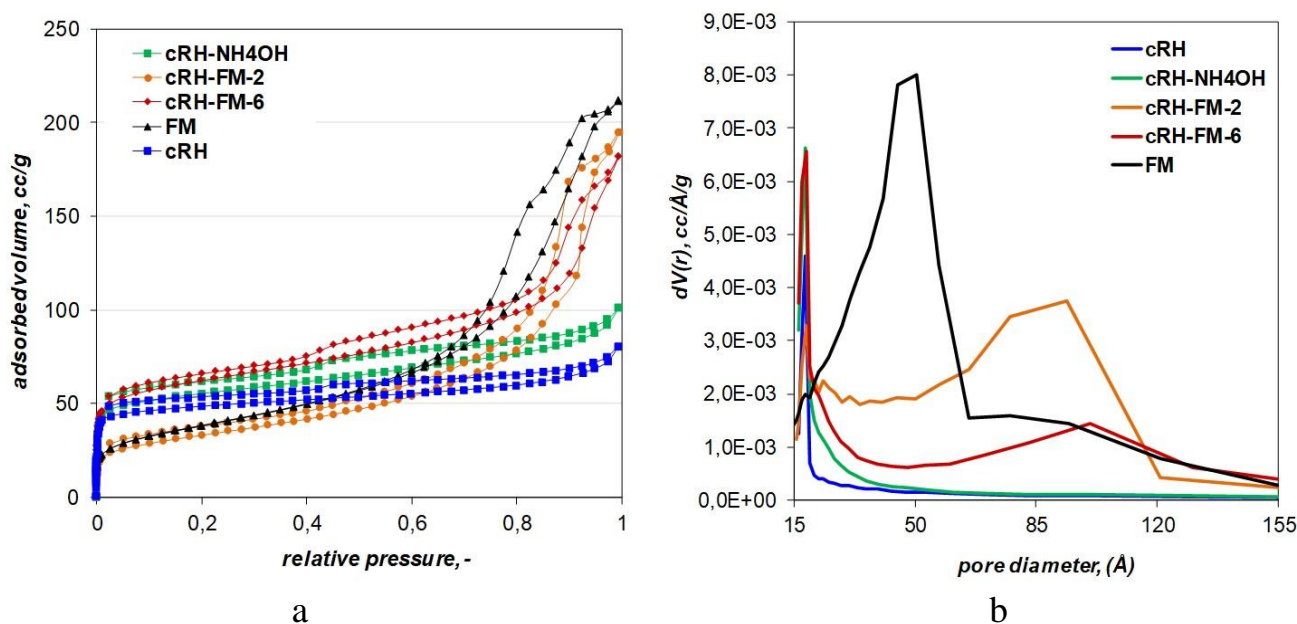 250
200
150
100
50
0
adsorbedvolume, cc/g
cRH-NH4OH
cRH-FM-2
cRH-FM-6
FM
cRH
0 0,2 0,4 0,6 0,8 1
relative pressure, -
a
9,0E-03
8,0E-03
7,0E-03
6,0E-03
5,0E-03
4,0E-03
3,0E-03
2,0E-03
1,0E-03
0,0E+00
dV(r), cc/Å/g
cRH
cRH-NH4OH
cRH-FM-2
cRH-FM-6
FM
15 50 85 120 155
pore diameter, (Å)
b